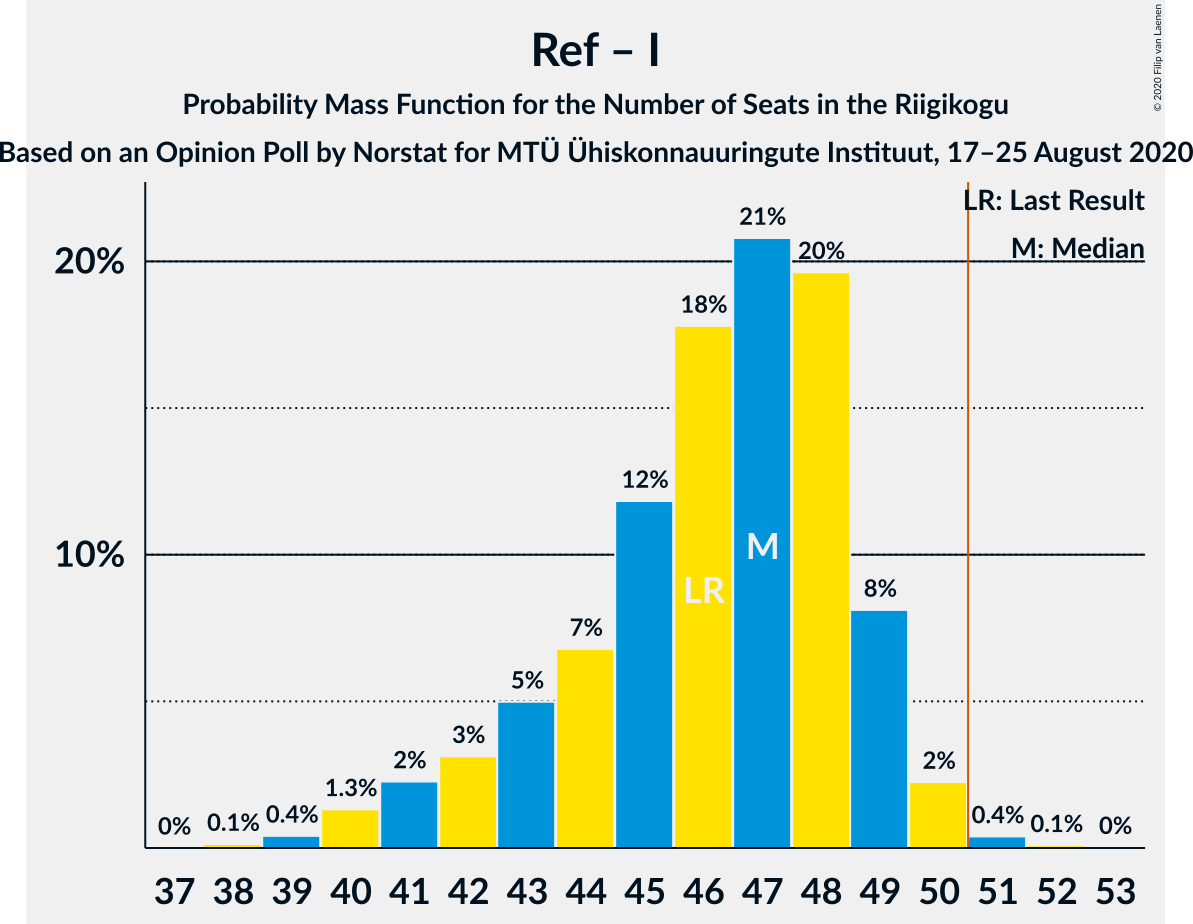 Ref – I
Probability Mass Function for the Number of Seats in the Riigikogu
Based on an Opinion Poll by Norstat for MTÜ Ühiskonnauuringute Instituut, 17–25 August 2020
© 2020 Filip van Laenen
LR: Last Result
M: Median
20%
10%
0%
0.1%
0.4%
1.3%
2%
3%
5%
7%
12%
18%
21%
20%
8%
2%
0.4%
0.1%
0%
LR
M
37 38 39 40 41 42 43 44 45 46 47 48 49 50 51 52 53